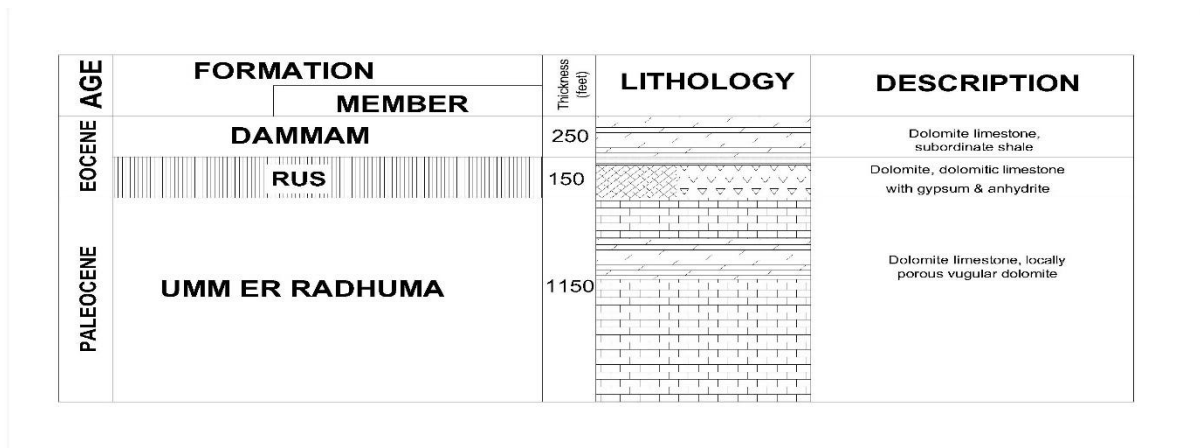 AGE
FORMATION
MEMBER
Thickness
(feet)
LITHOLOGY
DESCRIPTION
EOCENE
DAMMAM
250
Dolomite limestone,
subordinate shale
RUS
150
Dolomite, dolomitic limestone
with gypsum & anhydrite
PALEOCENE
UMM ER RADHUMA
1150
Dolomite limestone, locally
porous vugular dolomite